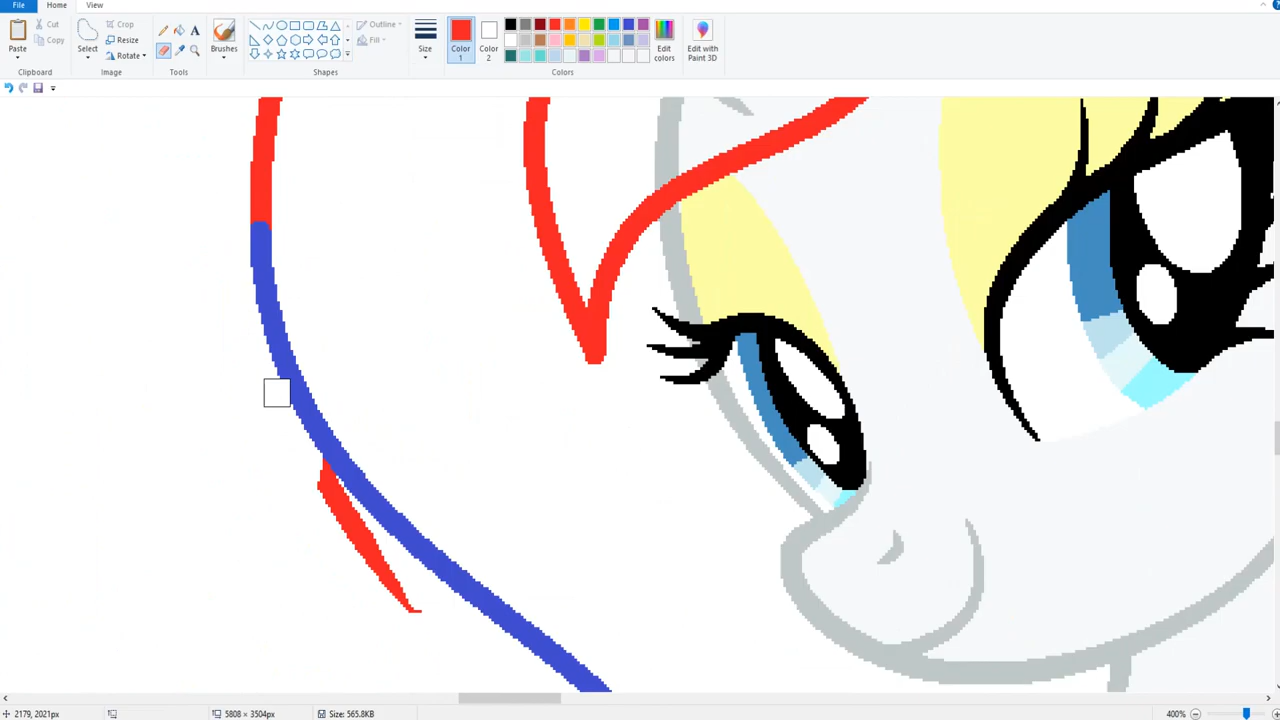 File Home View
Paste Cut Copy
Clipboard
Select Crop Resize Rotate
Image
A
Tools
Brushes
Outline Fill
Shapes
Size
Color 1 Color 2
Edit colors
Colors
Edit with Paint 3D
2179, 2021px 5808 × 3504px Size: 565.8KB 400%